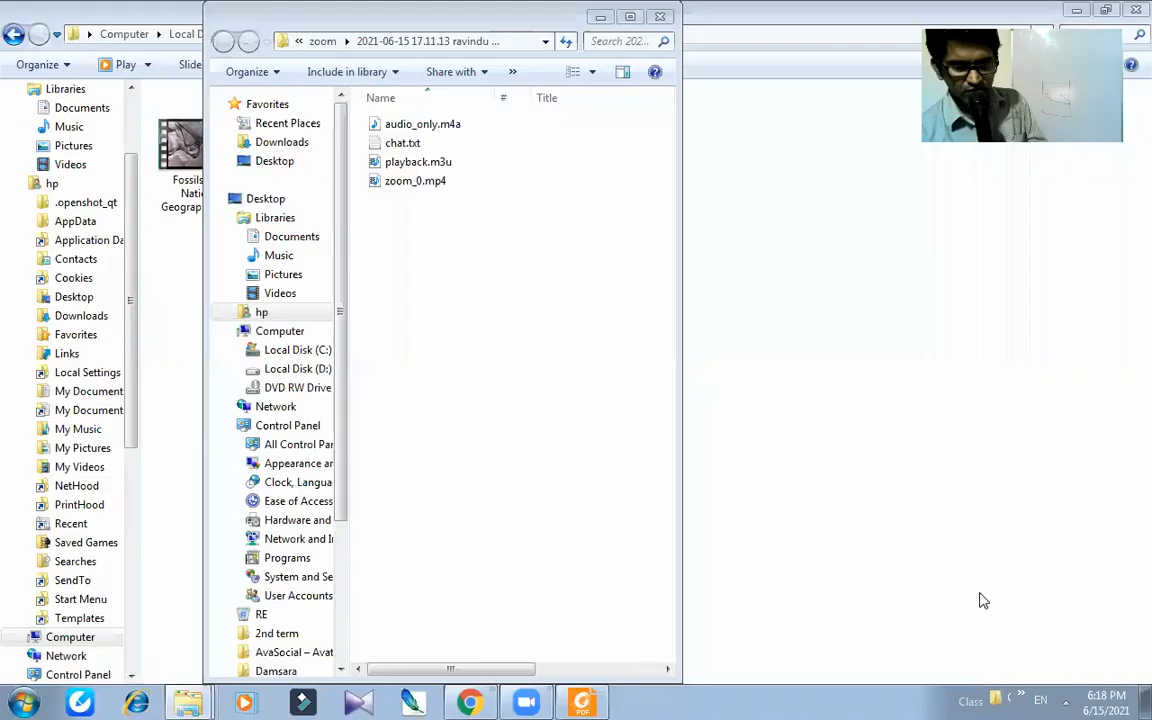 Computer
Local D
zoom
2021-06-15 17.11.13 ravindu ...
Search 202...
Organize
Play
Slide
Organize
Include in library
Share with
»
Name
#
Title
Libraries
Documents
Music
Pictures
Videos
hp
.openshot_qt
AppData
Application Da
Contacts
Cookies
Desktop
Downloads
Favorites
Links
Local Settings
My Document
My Document
My Music
My Pictures
My Videos
NetHood
PrintHood
Recent
Saved Games
Searches
SendTo
Start Menu
Templates
Computer
Network
Control Panel
Fossils
Nati
Geograp
Favorites
Recent Places
Downloads
Desktop
Desktop
Libraries
Documents
Music
Pictures
Videos
hp
Computer
Local Disk (C:)
Local Disk (D:)
DVD RW Drive
Network
Control Panel
All Control Par
Appearance ar
Clock, Langua
Ease of Access
Hardware and
Network and In
Programs
System and Se
User Accounts
RE
2nd term
AvaSocial – Avat
Damsara
audio_only.m4a
chat.txt
playback.m3u
zoom_0.mp4
PDF
Class
»
EN
6:18 PM
6/15/2021